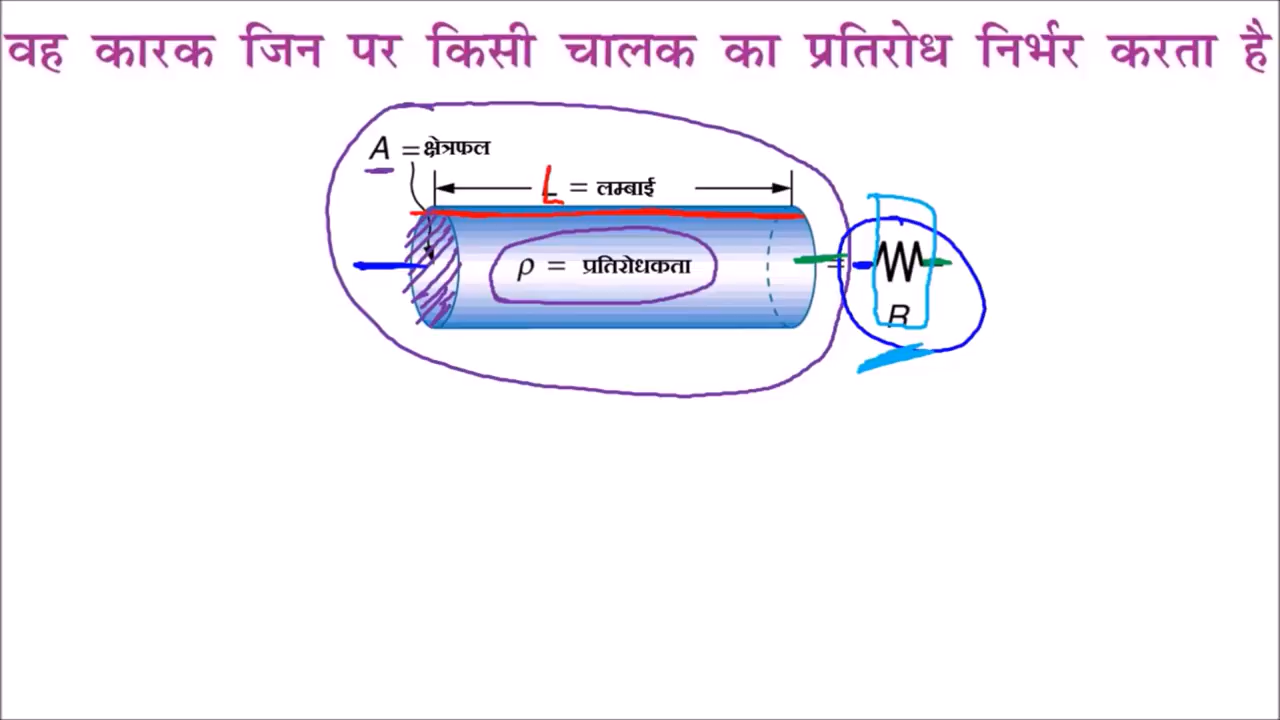 वह कारक जिन पर किसी चालक का प्रतिरोध निर्भर करता है
A = क्षेत्रफल
L = लम्बाई
ρ = प्रतिरोधकता
=
R